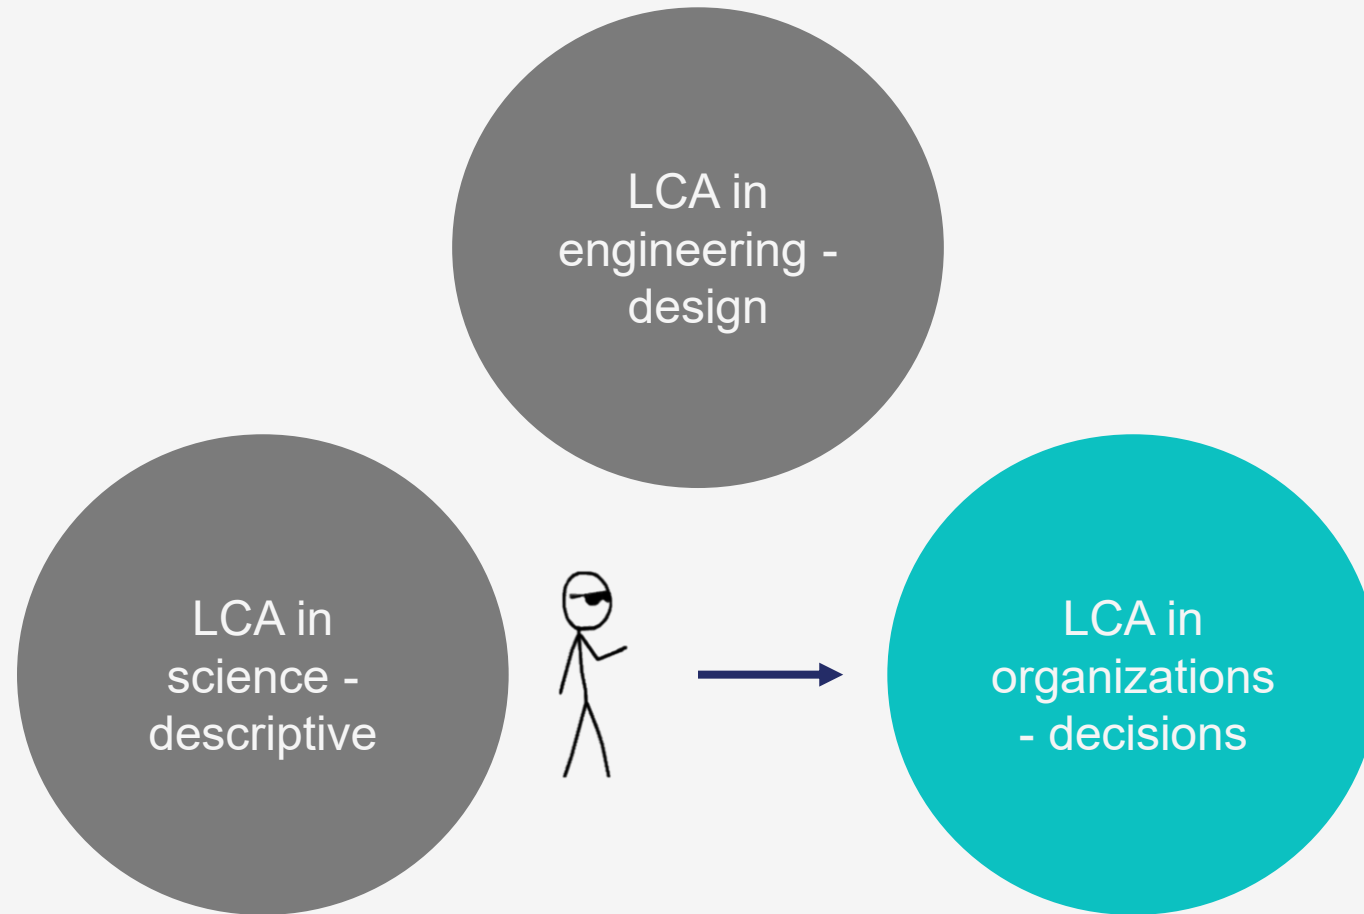 LCA in
engineering -
design
LCA in
science -
descriptive
LCA in
organizations
- decisions